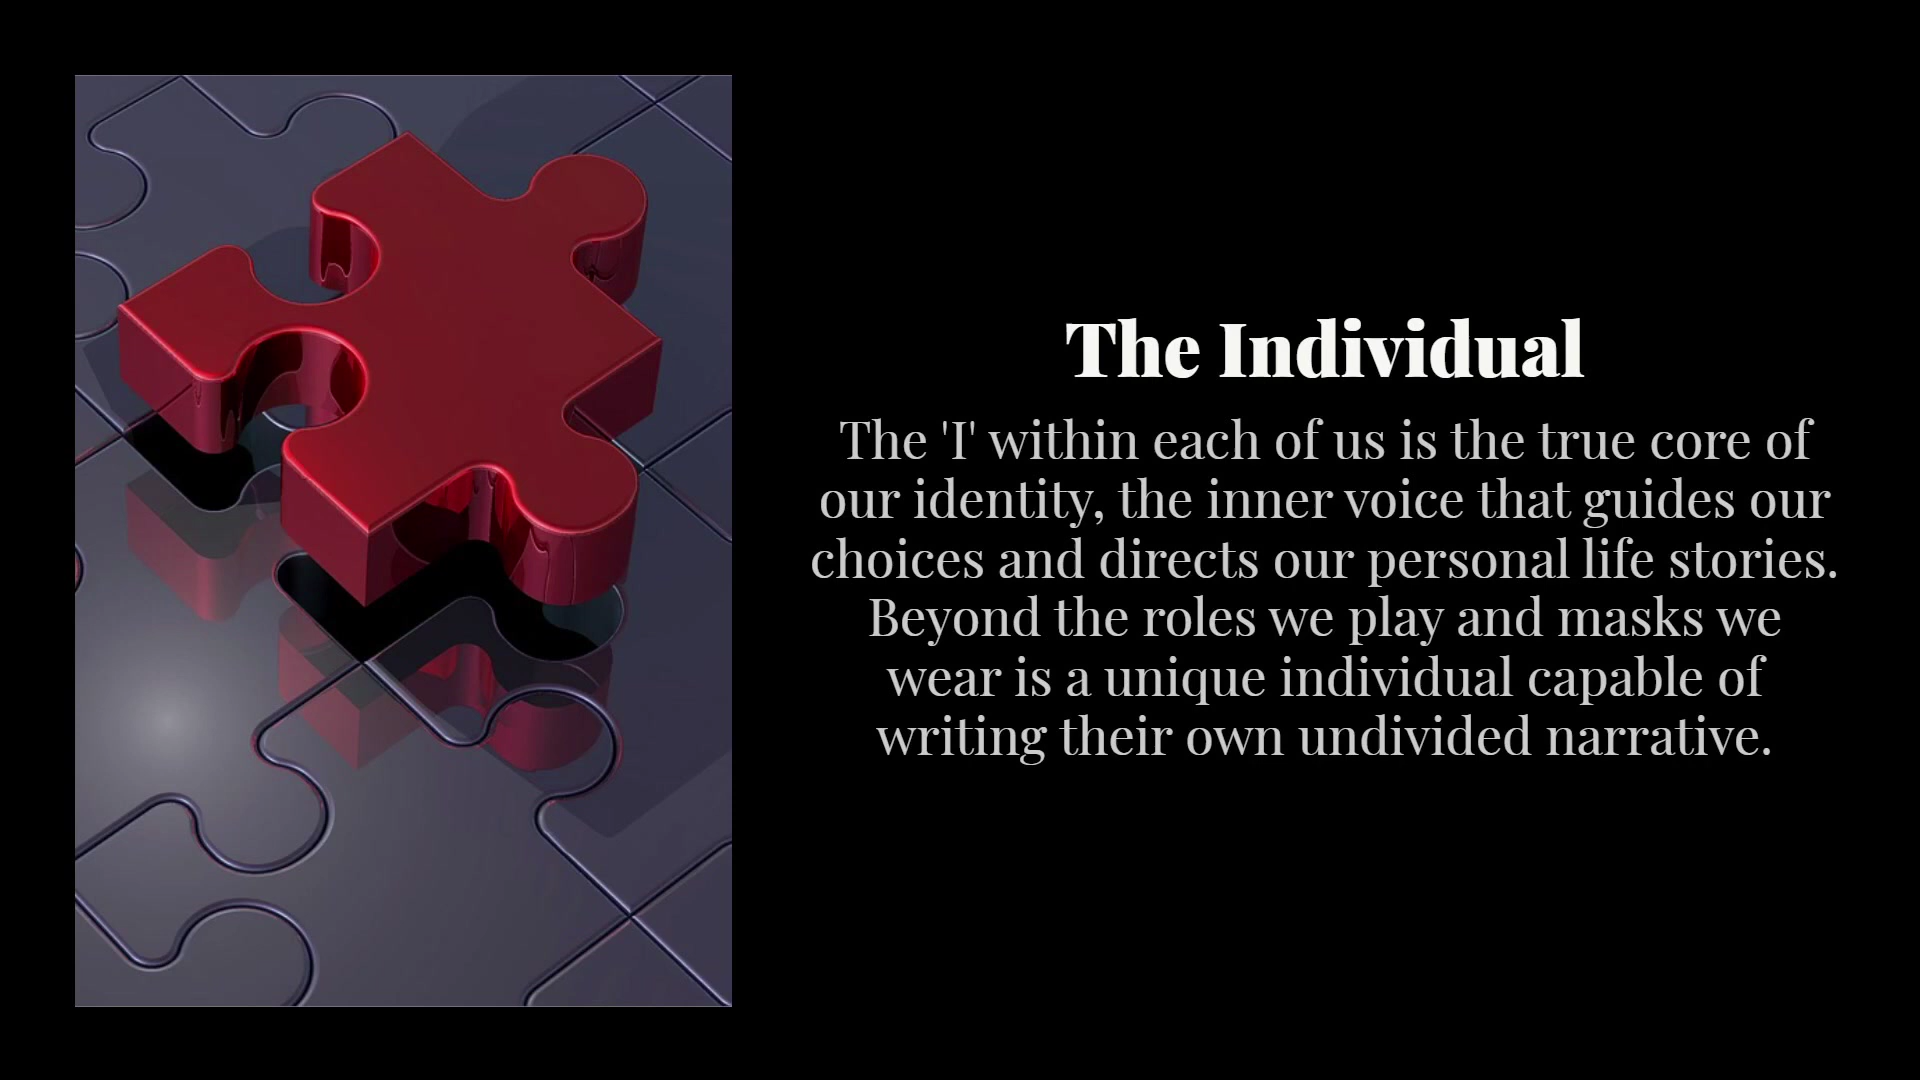 The Individual
The 'I' within each of us is the true core of
our identity, the inner voice that guides our
choices and directs our personal life stories.
Beyond the roles we play and masks we
wear is a unique individual capable of
writing their own undivided narrative.